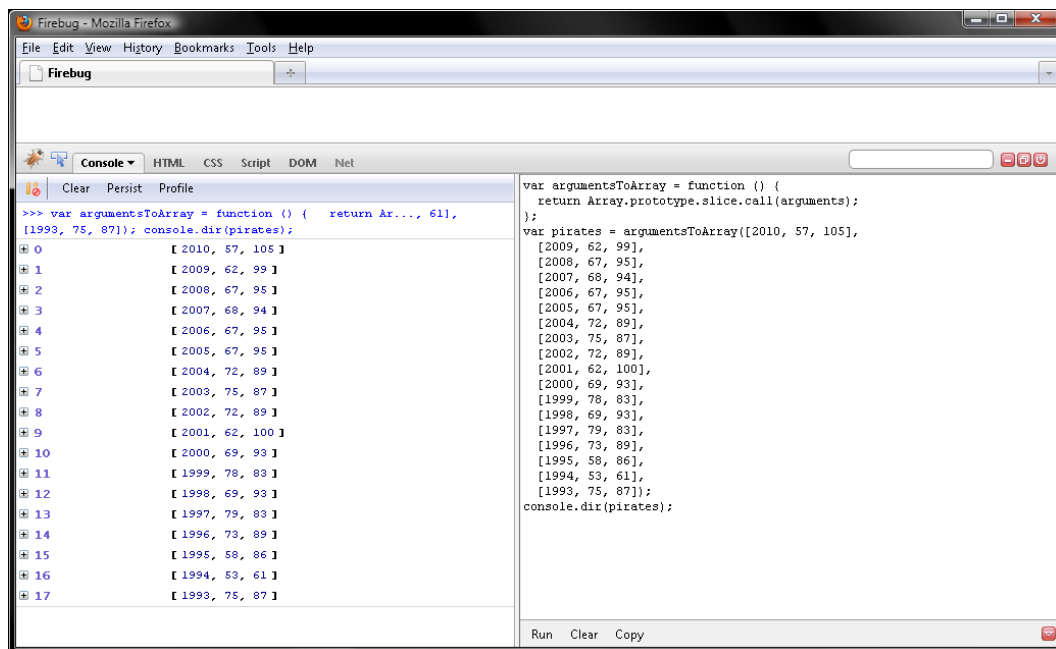 Firebug - Mozilla Firefox
File Edit View History Bookmarks Tools Help
Firebug
Console HTML CSS Script DOM Net
Clear Persist Profile
>>> var argumentsToArray = function () { return Ar..., 61],
[1993, 75, 87]); console.dir(pirates);
0 [ 2010, 57, 105 ]
1 [ 2009, 62, 99 ]
2 [ 2008, 67, 95 ]
3 [ 2007, 68, 94 ]
4 [ 2006, 67, 95 ]
5 [ 2005, 67, 95 ]
6 [ 2004, 72, 89 ]
7 [ 2003, 75, 87 ]
8 [ 2002, 72, 89 ]
9 [ 2001, 62, 100 ]
10 [ 2000, 69, 93 ]
11 [ 1999, 78, 83 ]
12 [ 1998, 69, 93 ]
13 [ 1997, 79, 83 ]
14 [ 1996, 73, 89 ]
15 [ 1995, 58, 86 ]
16 [ 1994, 53, 61 ]
17 [ 1993, 75, 87 ]
var argumentsToArray = function () {
return Array.prototype.slice.call(arguments);
};
var pirates = argumentsToArray([2010, 57, 105],
[2009, 62, 99],
[2008, 67, 95],
[2007, 68, 94],
[2006, 67, 95],
[2005, 67, 95],
[2004, 72, 89],
[2003, 75, 87],
[2002, 72, 89],
[2001, 62, 100],
[2000, 69, 93],
[1999, 78, 83],
[1998, 69, 93],
[1997, 79, 83],
[1996, 73, 89],
[1995, 58, 86],
[1994, 53, 61],
[1993, 75, 87]);
console.dir(pirates);
Run Clear Copy